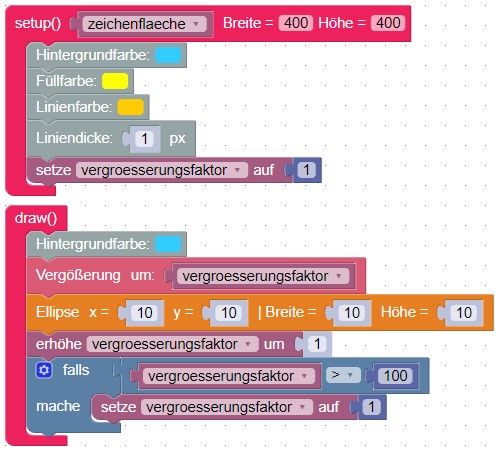 setup() zeichenflaeche Breite = 400 Höhe = 400
Hintergrundfarbe:
Füllfarbe:
Linienfarbe:
Liniendicke: 1 px
setze vergroesserungsfaktor auf 1
draw()
Hintergrundfarbe:
Vergößerung um: vergroesserungsfaktor
Ellipse x = 10 y = 10 | Breite = 10 Höhe = 10
erhöhe vergroesserungsfaktor um 1
falls vergroesserungsfaktor > 100
mache setze vergroesserungsfaktor auf 1